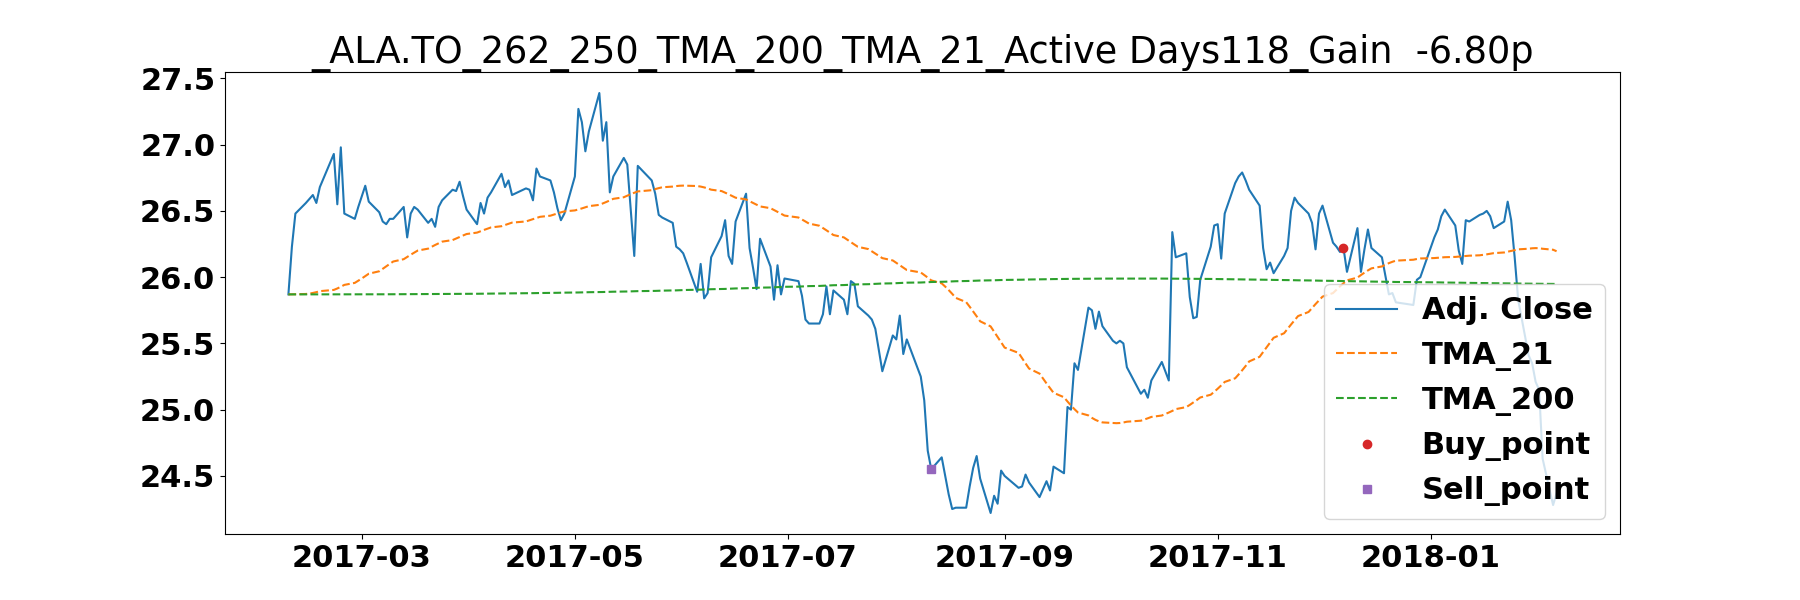 _ALA.TO_262_250_TMA_200_TMA_21_Active Days118_Gain  -6.80p
27.5
27.0
26.5
26.0
25.5
25.0
24.5
Adj. Close
TMA_21
TMA_200
Buy_point
Sell_point
2017-03 2017-05 2017-07 2017-09 2017-11 2018-01